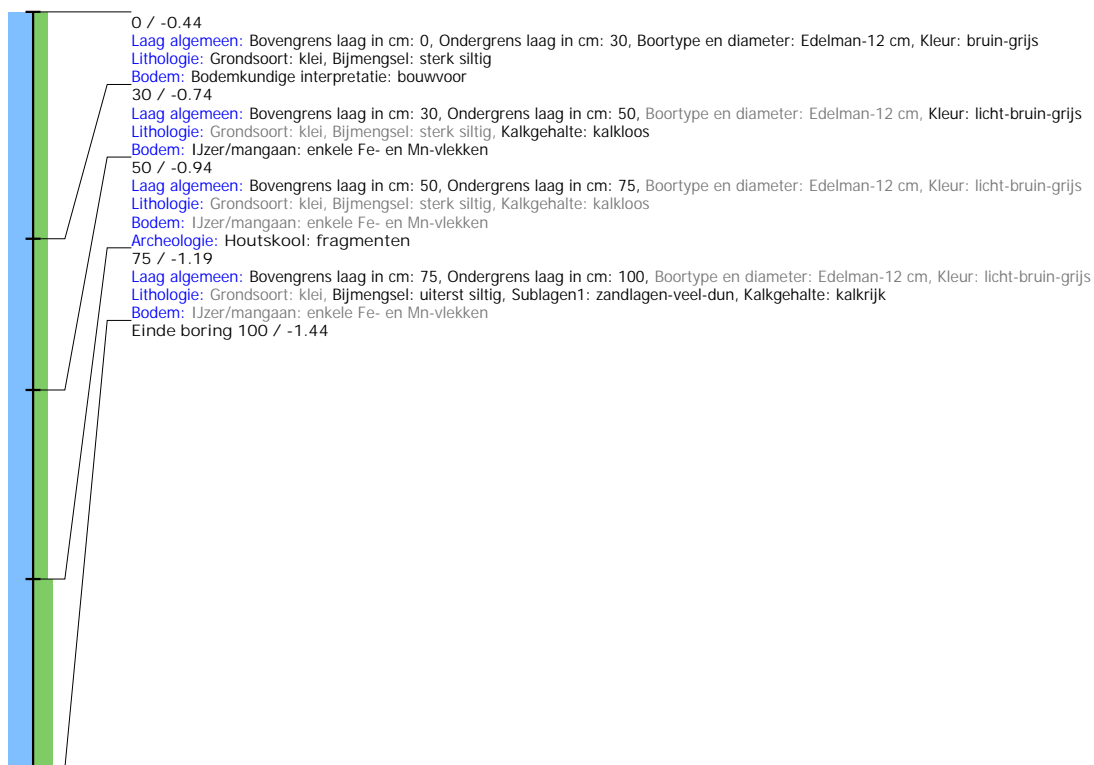 0 / -0.44
Laag algemeen: Bovengrens laag in cm: 0, Ondergrens laag in cm: 30, Boortype en diameter: Edelman-12 cm, Kleur: bruin-grijs
Lithologie: Grondsoort: klei, Bijmengsel: sterk siltig
Bodem: Bodemkundige interpretatie: bouwvoor
30 / -0.74
Laag algemeen: Bovengrens laag in cm: 30, Ondergrens laag in cm: 50, Boortype en diameter: Edelman-12 cm, Kleur: licht-bruin-grijs
Lithologie: Grondsoort: klei, Bijmengsel: sterk siltig, Kalkgehalte: kalkloos
Bodem: IJzer/mangaan: enkele Fe- en Mn-vlekken
50 / -0.94
Laag algemeen: Bovengrens laag in cm: 50, Ondergrens laag in cm: 75, Boortype en diameter: Edelman-12 cm, Kleur: licht-bruin-grijs
Lithologie: Grondsoort: klei, Bijmengsel: sterk siltig, Kalkgehalte: kalkloos
Bodem: IJzer/mangaan: enkele Fe- en Mn-vlekken
Archeologie: Houtskool: fragmenten
75 / -1.19
Laag algemeen: Bovengrens laag in cm: 75, Ondergrens laag in cm: 100, Boortype en diameter: Edelman-12 cm, Kleur: licht-bruin-grijs
Lithologie: Grondsoort: klei, Bijmengsel: uiterst siltig, Sublagen1: zandlagen-veel-dun, Kalkgehalte: kalkrijk
Bodem: IJzer/mangaan: enkele Fe- en Mn-vlekken
Einde boring 100 / -1.44